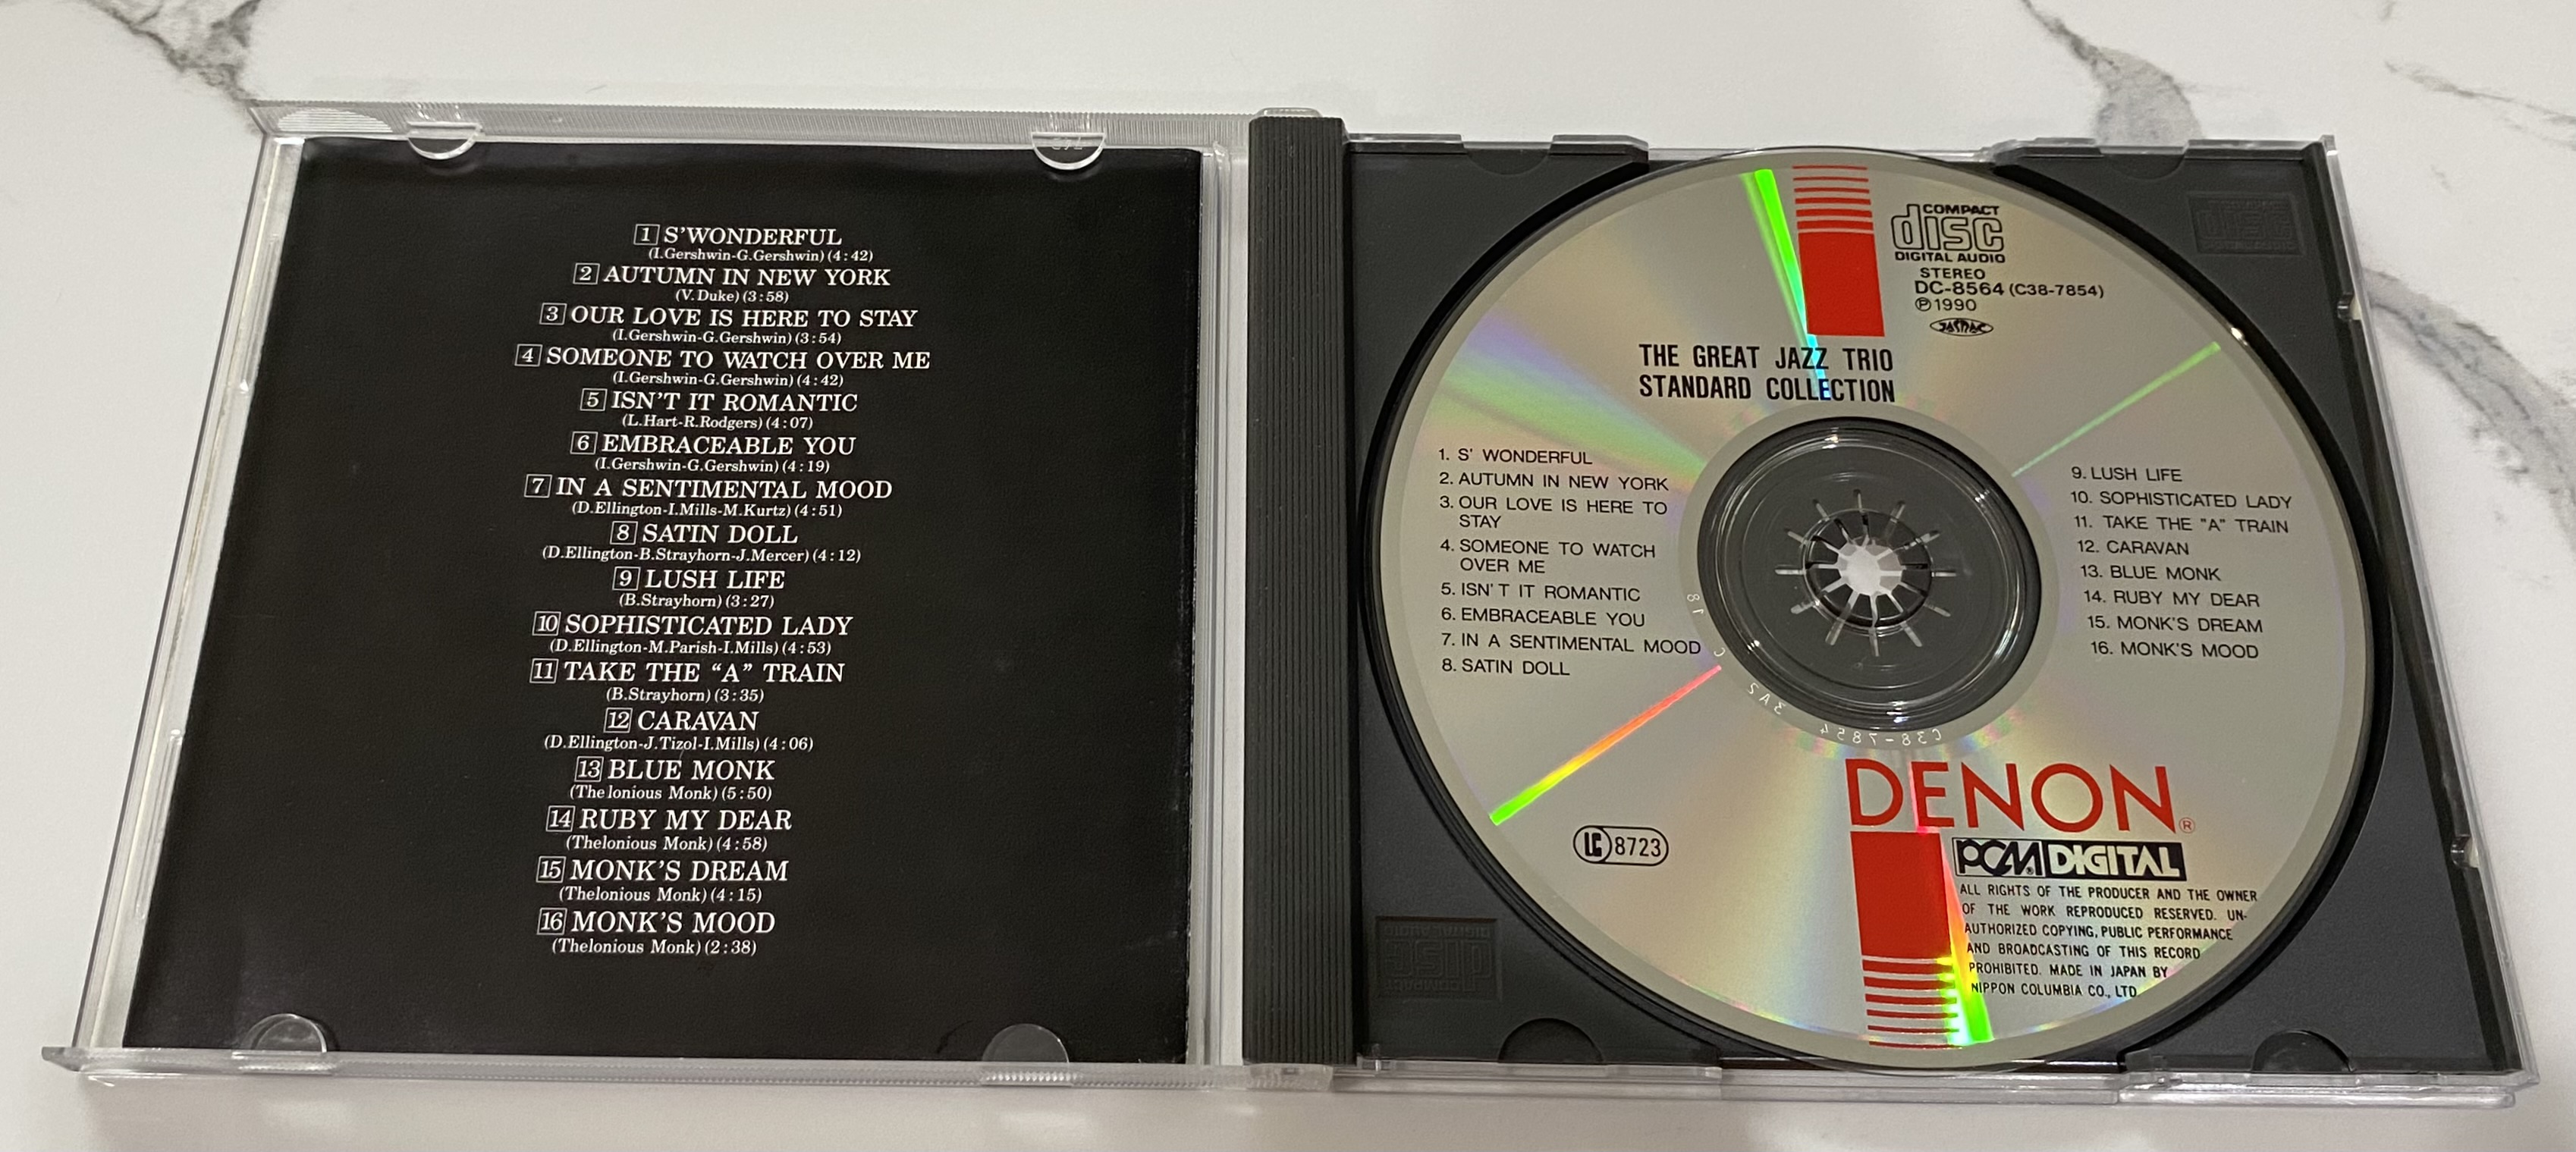 1 S'WONDERFUL
(I.Gershwin-G.Gershwin) (4:42)
2 AUTUMN IN NEW YORK
(V. Duke) (3:58)
3 OUR LOVE IS HERE TO STAY
(I.Gershwin-G.Gershwin) (3:54)
4 SOMEONE TO WATCH OVER ME
(I.Gershwin-G.Gershwin) (4:42)
5 ISN'T IT ROMANTIC
(L.Hart-R.Rodgers) (4:07)
6 EMBRACEABLE YOU
(I.Gershwin-G.Gershwin) (4:19)
7 IN A SENTIMENTAL MOOD
(D.Ellington-I.Mills-M.Kurtz) (4:51)
8 SATIN DOLL
(D.Ellington-B.Strayhorn-J.Mercer) (4:12)
9 LUSH LIFE
(B.Strayhorn) (3:27)
10 SOPHISTICATED LADY
(D.Ellington-M.Parish-I.Mills) (4:53)
11 TAKE THE “A” TRAIN
(B.Strayhorn) (3:35)
12 CARAVAN
(D.Ellington-J.Tizol-I.Mills) (4:06)
13 BLUE MONK
(The lonious Monk) (5:50)
14 RUBY MY DEAR
(Thelonious Monk) (4:58)
15 MONK'S DREAM
(Thelonious Monk) (4:15)
16 MONK'S MOOD
(Thelonious Monk) (2:38)
COMPACT
disc
DIGITAL AUDIO
STEREO
DC-8564 (C38-7854)
℗1990
JASRAC
THE GREAT JAZZ TRIO
STANDARD COLLECTION
1. S' WONDERFUL
2. AUTUMN IN NEW YORK
3. OUR LOVE IS HERE TO
STAY
4. SOMEONE TO WATCH
OVER ME
5. ISN' T IT ROMANTIC
6. EMBRACEABLE YOU
7. IN A SENTIMENTAL MOOD
8. SATIN DOLL
9. LUSH LIFE
10. SOPHISTICATED LADY
11. TAKE THE "A" TRAIN
12. CARAVAN
13. BLUE MONK
14. RUBY MY DEAR
15. MONK'S DREAM
16. MONK'S MOOD
C38-7854
DENON®
LC 8723
PCM DIGITAL
ALL RIGHTS OF THE PRODUCER AND THE OWNER
OF THE WORK REPRODUCED RESERVED. UN-
AUTHORIZED COPYING, PUBLIC PERFORMANCE
AND BROADCASTING OF THIS RECORD
PROHIBITED. MADE IN JAPAN BY
NIPPON COLUMBIA CO., LTD.
COMPACT
disc
DIGITAL AUDIO
COMPACT
disc
DIGITAL AUDIO